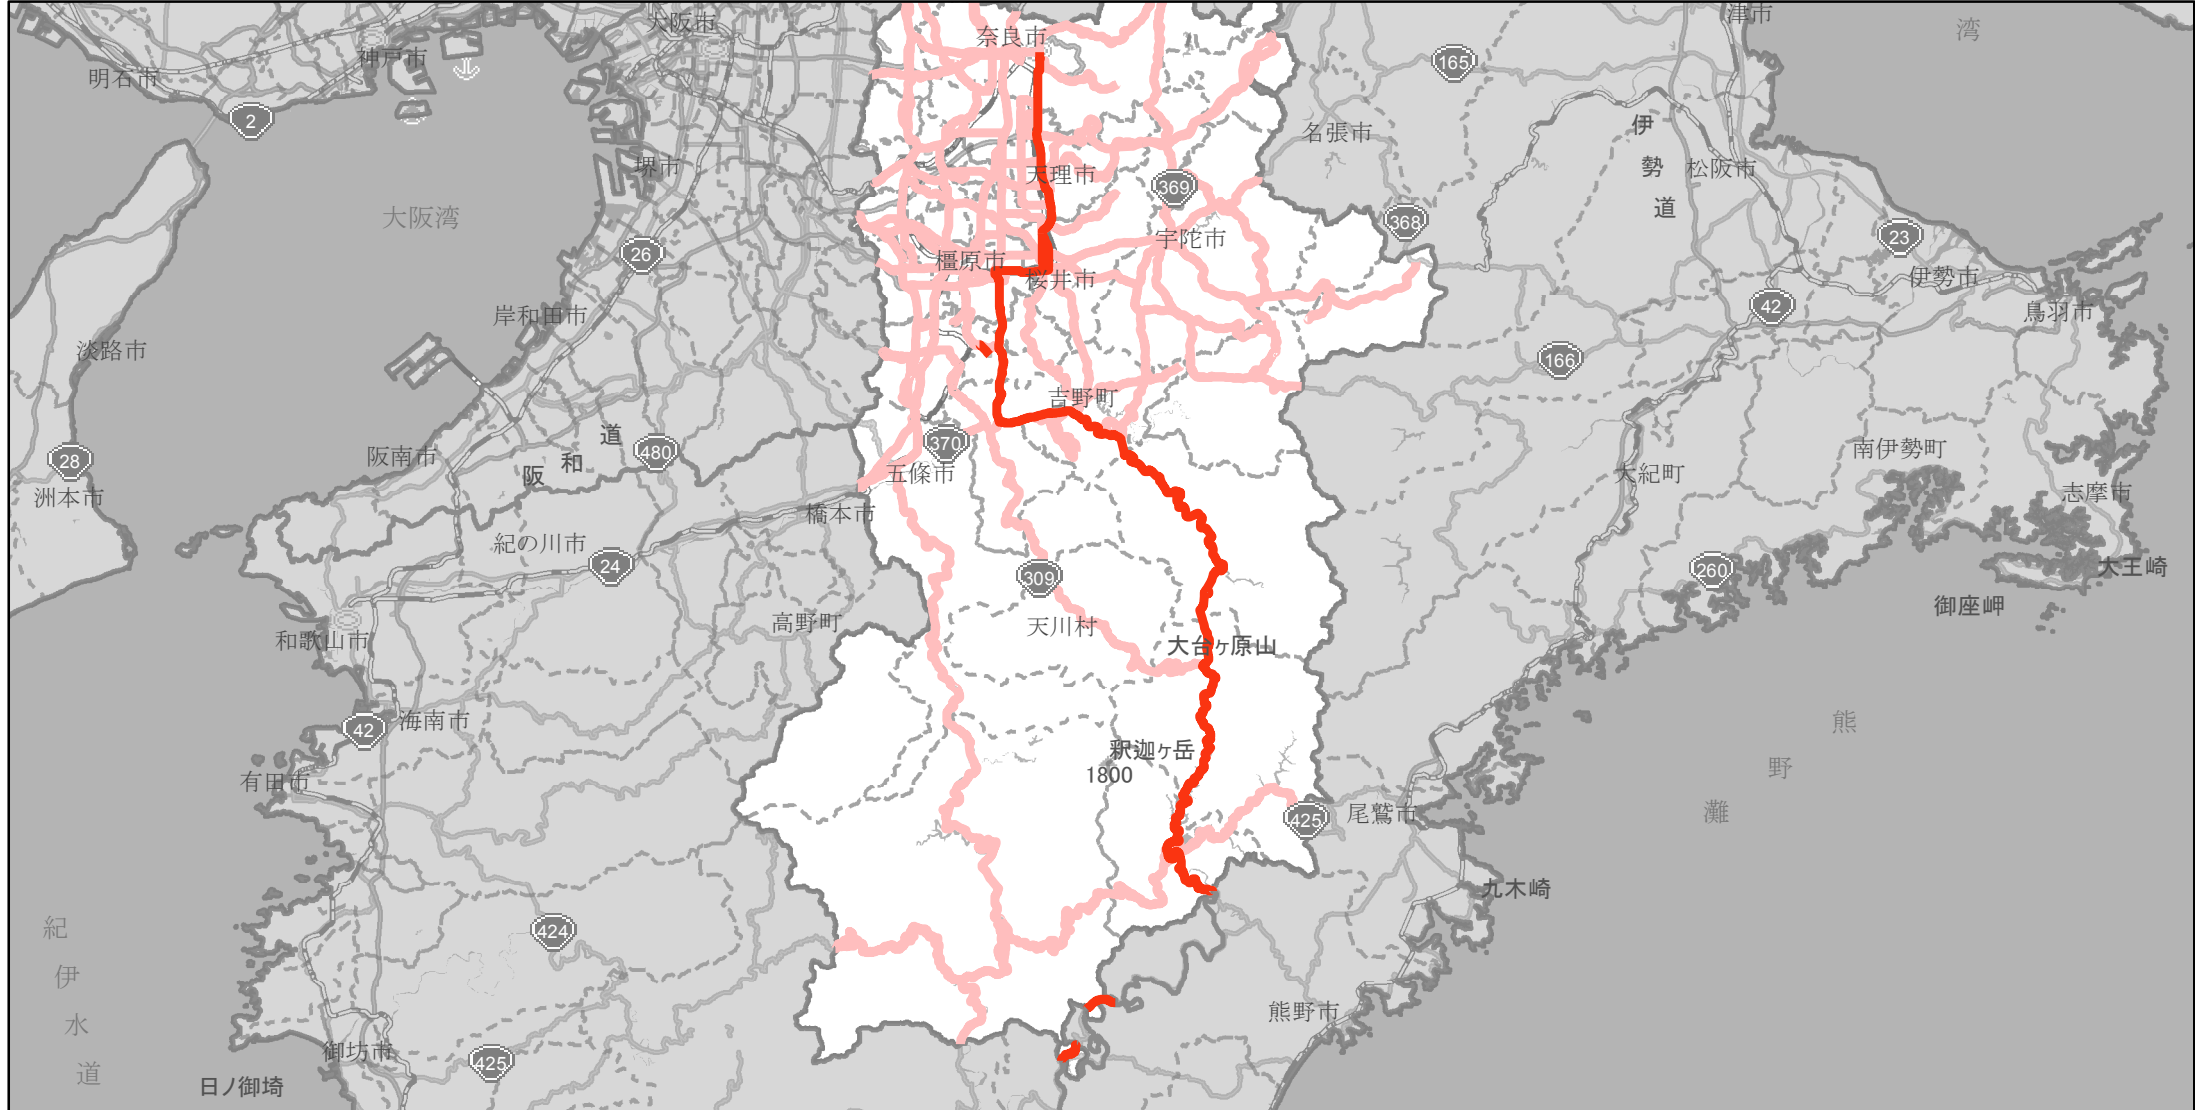 大阪市
神戸市
明石市
2
奈良市
津市
湾
165
名張市
伊勢道
松阪市
堺市
大阪湾
天理市
369
368
宇陀市
23
26
橿原市
桜井市
伊勢市
42
鳥羽市
岸和田市
淡路市
166
吉野町
阪和道
370
480
阪南市
28
洲本市
五條市
大紀町
南伊勢町
志摩市
橋本市
紀の川市
24
309
260
大王崎
御座岬
和歌山市
高野町
天川村
大台ヶ原山
42
海南市
釈迦ヶ岳
1800
熊野灘
有田市
425
尾鷲市
九木崎
424
紀伊水道
熊野市
御坊市
425
日ノ御埼